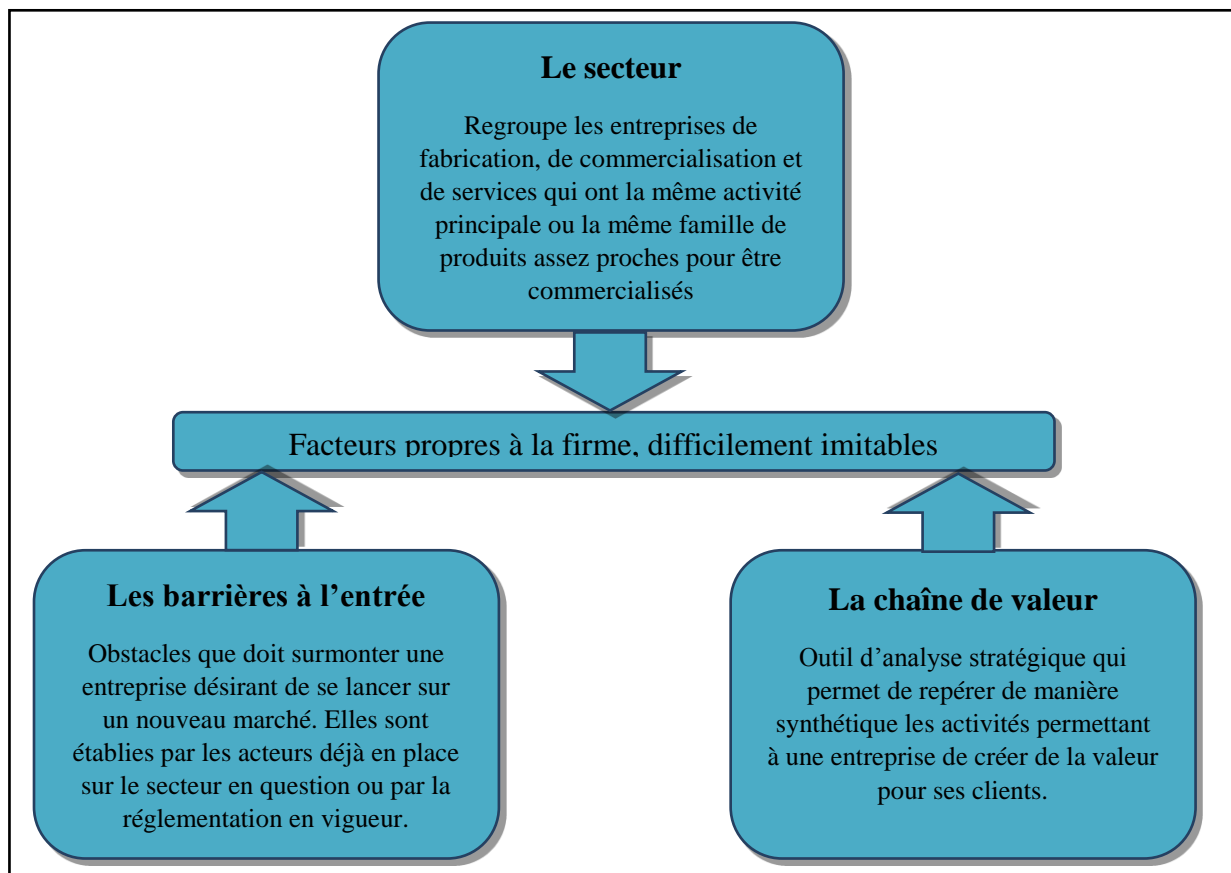 Le secteur
Regroupe les entreprises de
fabrication, de commercialisation et
de services qui ont la même activité
principale ou la même famille de
produits assez proches pour être
commercialisés
Facteurs propres à la firme, difficilement imitables
Les barrières à l’entrée
Obstacles que doit surmonter une
entreprise désirant de se lancer sur
un nouveau marché. Elles sont
établies par les acteurs déjà en place
sur le secteur en question ou par la
réglementation en vigueur.
La chaîne de valeur
Outil d’analyse stratégique qui
permet de repérer de manière
synthétique les activités permettant
à une entreprise de créer de la valeur
pour ses clients.